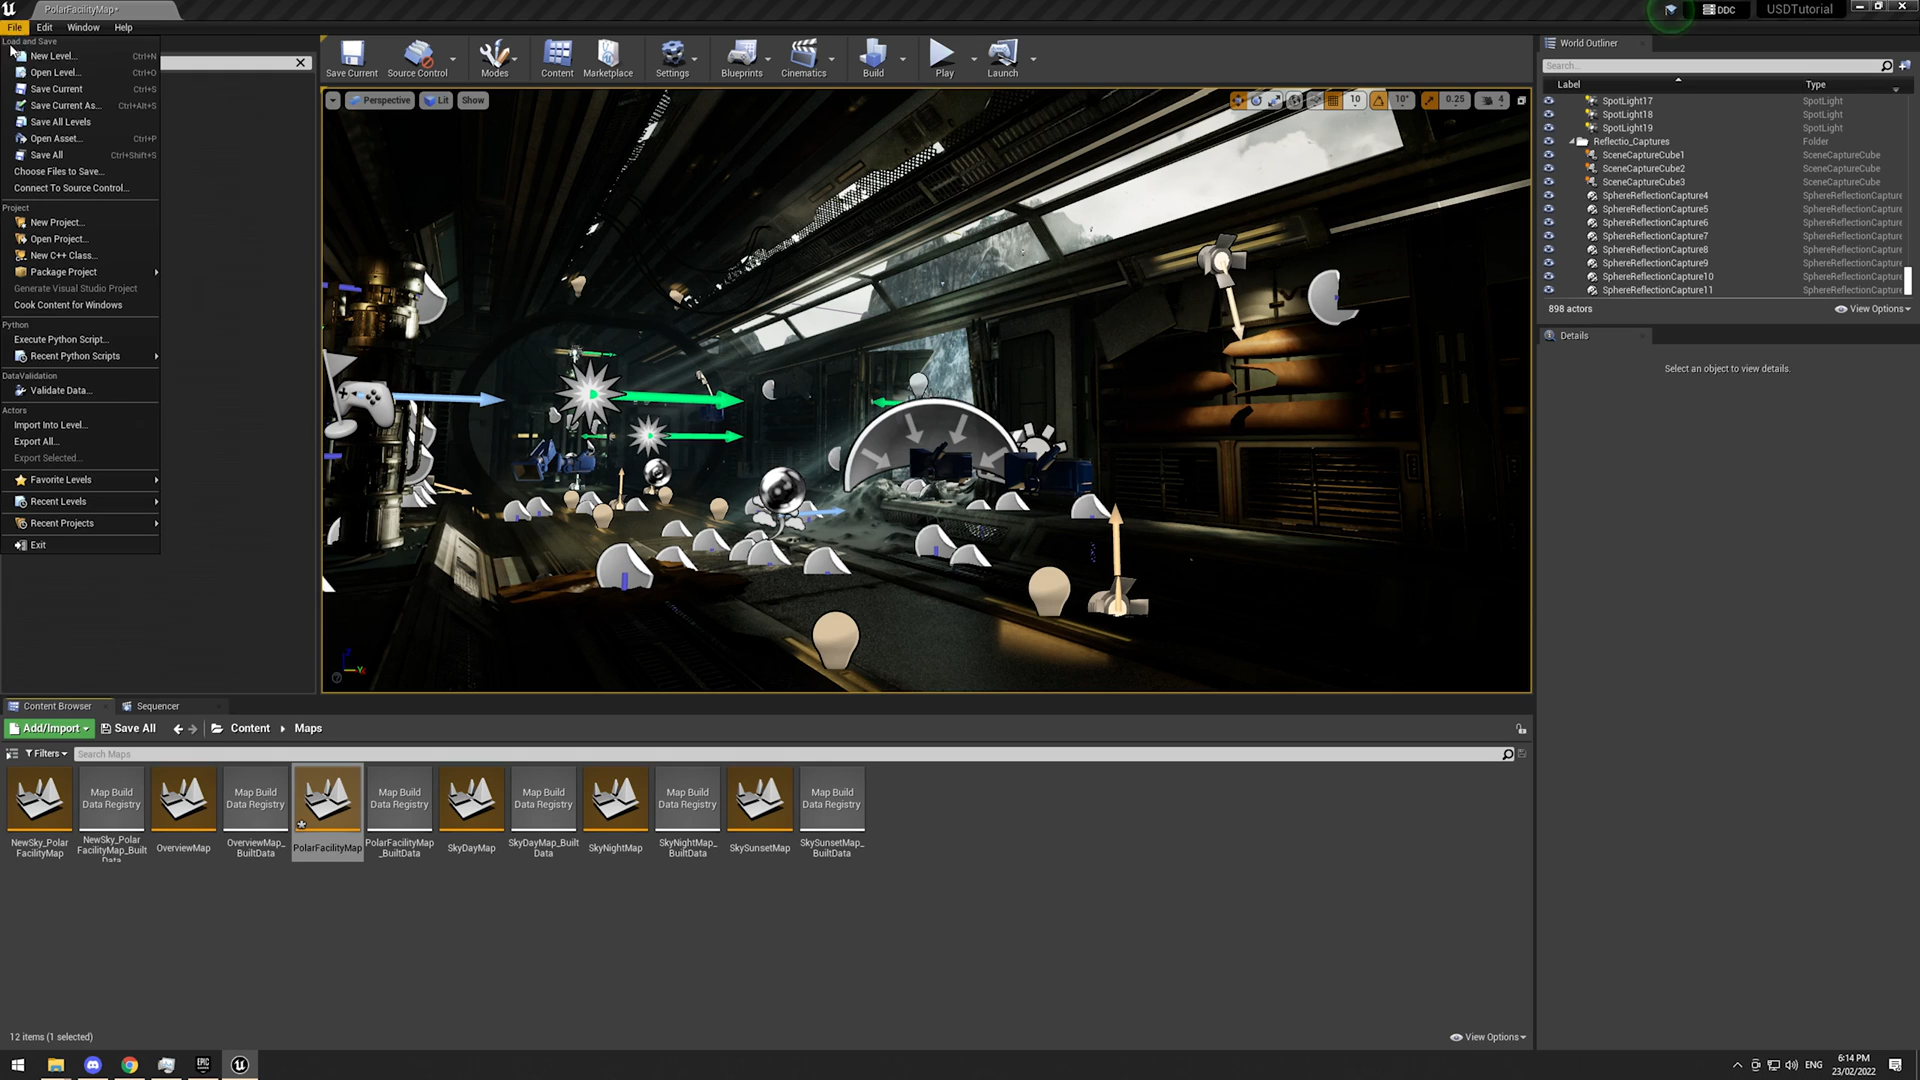 PolarFacilityMap*
DDC
USDTutorial
File
Edit
Window
Help
Load and Save
New Level...
Ctrl+N
Open Level...
Ctrl+O
Save Current
Ctrl+S
Save Current As...
Ctrl+Alt+S
Save All Levels
Open Asset...
Ctrl+P
Save All
Ctrl+Shift+S
Choose Files to Save...
Connect To Source Control...
Project
New Project...
Open Project...
New C++ Class...
Package Project
Generate Visual Studio Project
Cook Content for Windows
Python
Execute Python Script...
Recent Python Scripts
DataValidation
Validate Data...
Actors
Import Into Level...
Export All...
Export Selected...
Favorite Levels
Recent Levels
Recent Projects
Exit
Save Current
Source Control
Modes
Content
Marketplace
Settings
Blueprints
Cinematics
Build
Play
Launch
Perspective
Lit
Show
10
10°
0.25
4
World Outliner
Search...
Label
Type
SpotLight17
SpotLight
SpotLight18
SpotLight
SpotLight19
SpotLight
Reflectio_Captures
Folder
SceneCaptureCube1
SceneCaptureCube
SceneCaptureCube2
SceneCaptureCube
SceneCaptureCube3
SceneCaptureCube
SphereReflectionCapture4
SphereReflectionCapture
SphereReflectionCapture5
SphereReflectionCapture
SphereReflectionCapture6
SphereReflectionCapture
SphereReflectionCapture7
SphereReflectionCapture
SphereReflectionCapture8
SphereReflectionCapture
SphereReflectionCapture9
SphereReflectionCapture
SphereReflectionCapture10
SphereReflectionCapture
SphereReflectionCapture11
SphereReflectionCapture
898 actors
View Options
Details
Select an object to view details.
Content Browser
Sequencer
Add/Import
Save All
Content
Maps
Filters
Search Maps
Map Build
Data Registry
Map Build
Data Registry
Map Build
Data Registry
Map Build
Data Registry
Map Build
Data Registry
Map Build
Data Registry
NewSky_Polar
FacilityMap
NewSky_Polar
FacilityMap_Built
Data
OverviewMap
OverviewMap_
BuiltData
PolarFacilityMap
PolarFacilityMap
_BuiltData
SkyDayMap
SkyDayMap_Built
Data
SkyNightMap
SkyNightMap_
BuiltData
SkySunsetMap
SkySunsetMap_
BuiltData
12 items (1 selected)
View Options
EPIC
ENG
6:14 PM
23/02/2022